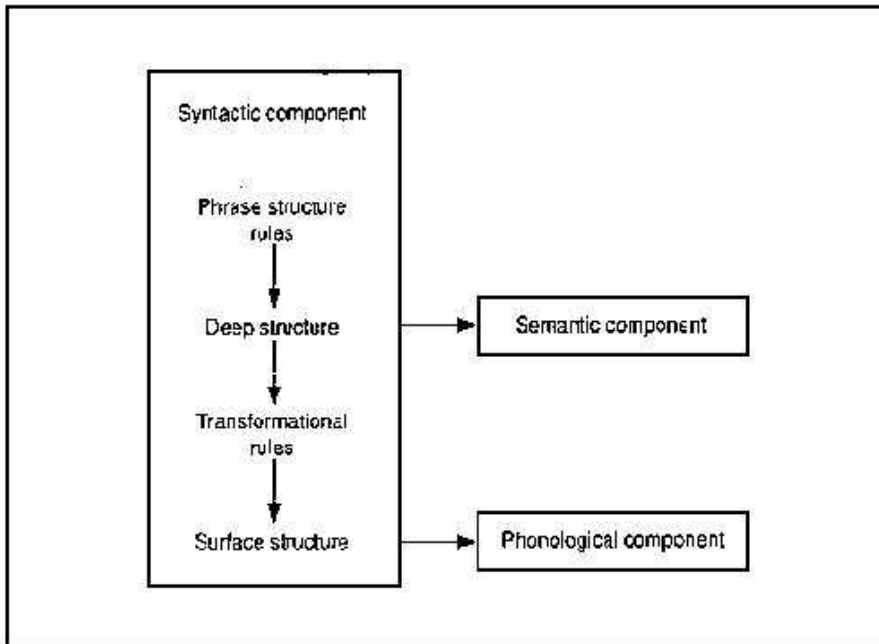 Syntactic component
Phrase structure
rules
Deep structure
Semantic component
Transformational
rules
Surface structure
Phonological component